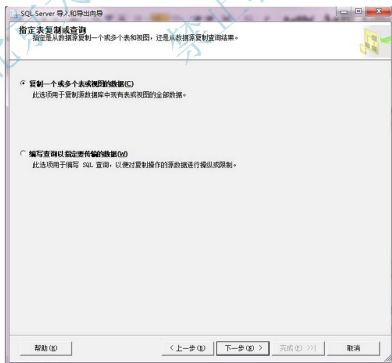 SQL Server 导入和导出向导
指定表复制或查询
指定是从数据源复制一个或多个表和视图，还是从数据源复制查询结果。
复制一个或多个表或视图的数据(C)
此选项用于复制源数据库中现有表或视图的全部数据。
编写查询以指定要传输的数据(W)
此选项用于编写 SQL 查询，以便对复制操作的源数据进行操纵或限制。
帮助(H)
< 上一步(B)
下一步(N) >
完成(F) >>|
取消